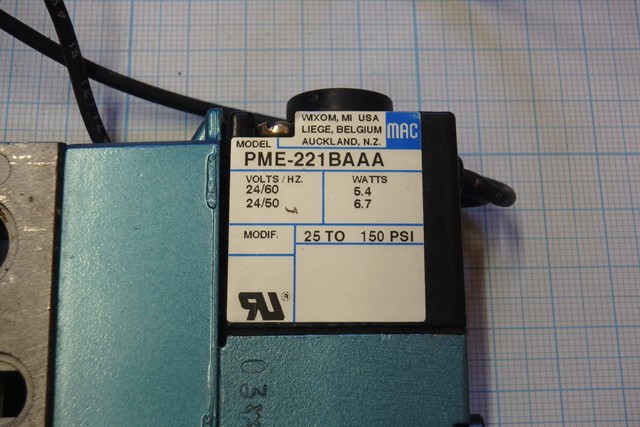 WIXOM, MI USA
LIEGE, BELGIUM
AUCKLAND, N.Z.
MAC
MODEL
PME-221BAAA
VOLTS / HZ. WATTS
24/60 5.4
24/50 6.7
MODIF. 25 TO 150 PSI
RU®